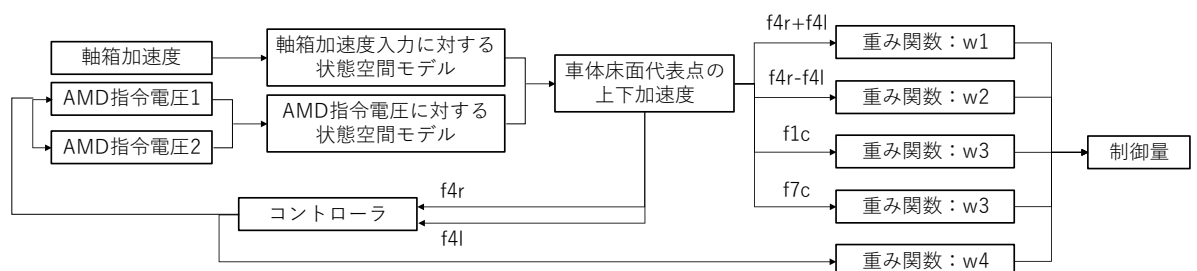 軸箱加速度
軸箱加速度入力に対する
状態空間モデル
AMD指令電圧1
AMD指令電圧2
AMD指令電圧に対する
状態空間モデル
車体床面代表点の
上下加速度
f4r+f4l
重み関数：w1
f4r-f4l
重み関数：w2
f1c
重み関数：w3
f7c
重み関数：w3
制御量
f4r
コントローラ
f4l
重み関数：w4